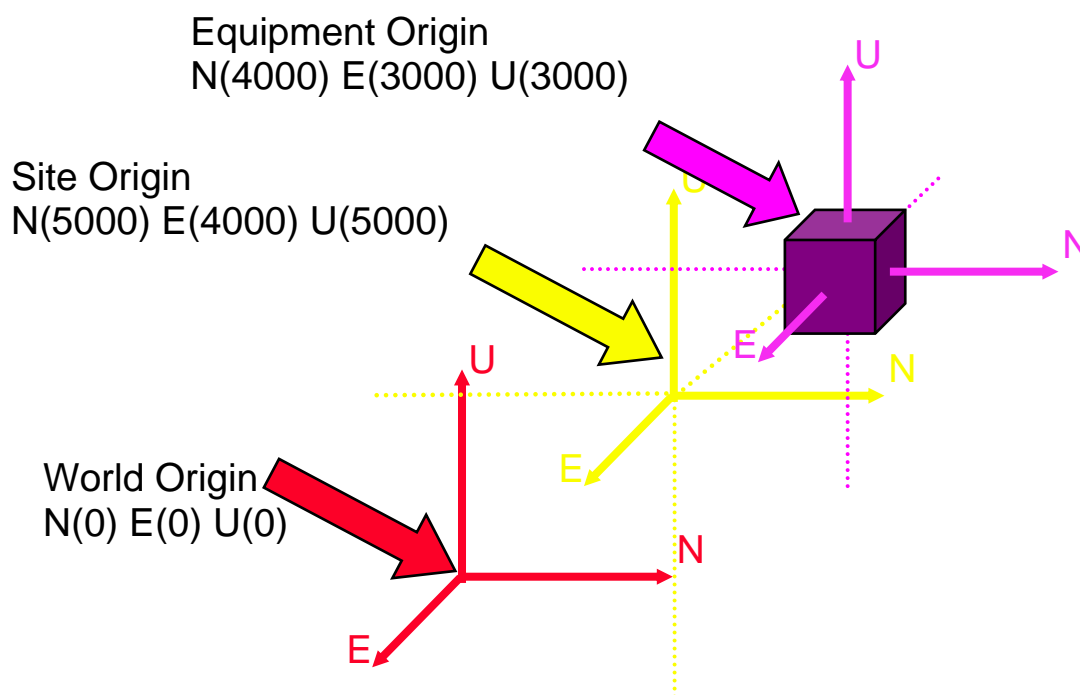 Equipment Origin
N(4000) E(3000) U(3000)
U
Site Origin
N(5000) E(4000) U(5000)
U
N
E
N
U
E
World Origin
N(0) E(0) U(0)
N
E